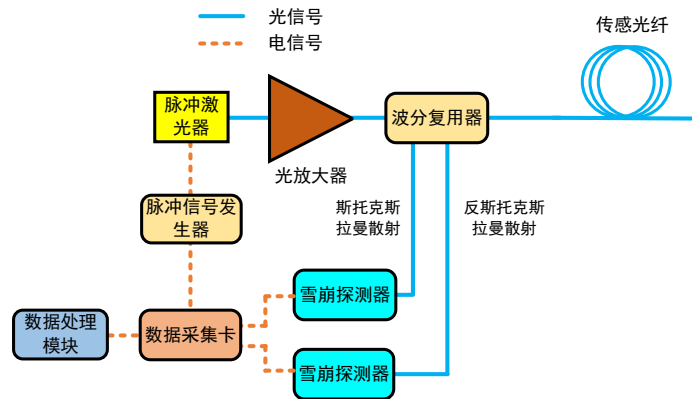 光信号
电信号
传感光纤
脉冲激
光器
波分复用器
光放大器
脉冲信号发
生器
斯托克斯
拉曼散射
反斯托克斯
拉曼散射
雪崩探测器
数据处理
模块
数据采集卡
雪崩探测器